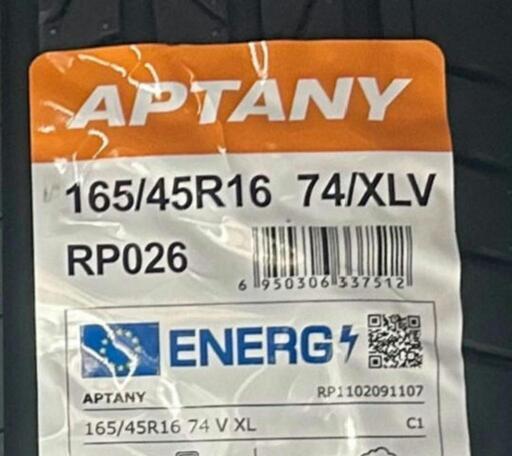 APTANY
165/45R16 74/XLV
RP026
6 950306 337512
ENERG
APTANY RP1102091107
165/45R16 74 V XL C1